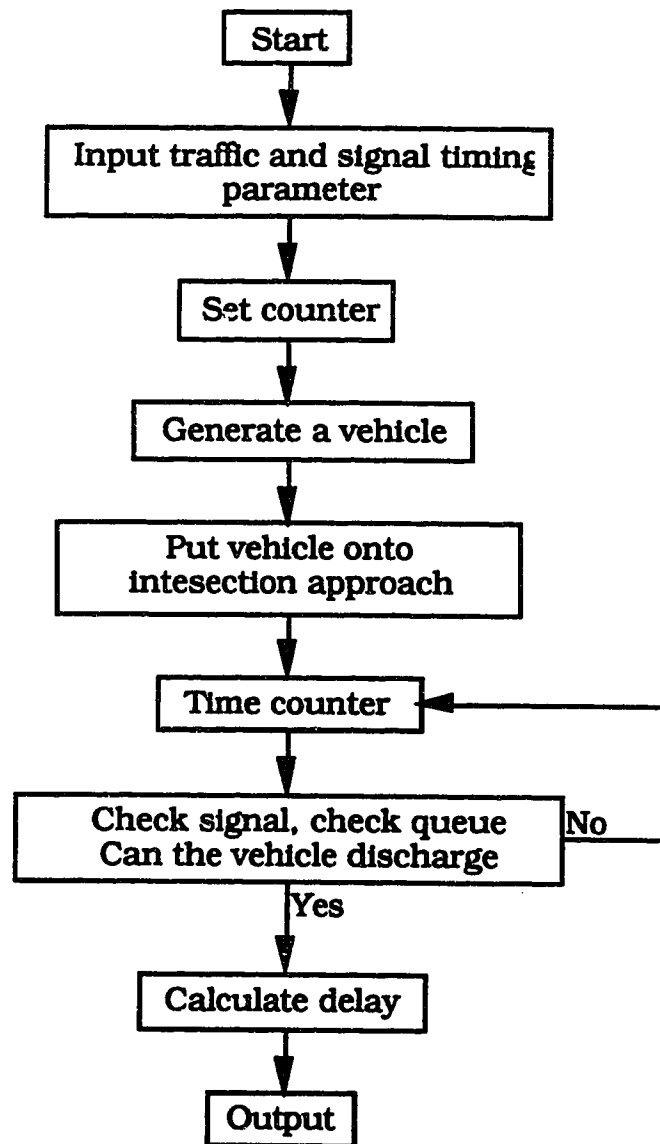 Start
Input traffic and signal timing
parameter
Set counter
Generate a vehicle
Put vehicle onto
intesection approach
Time counter
Check signal, check queue
Can the vehicle discharge
No
Yes
Calculate delay
Output